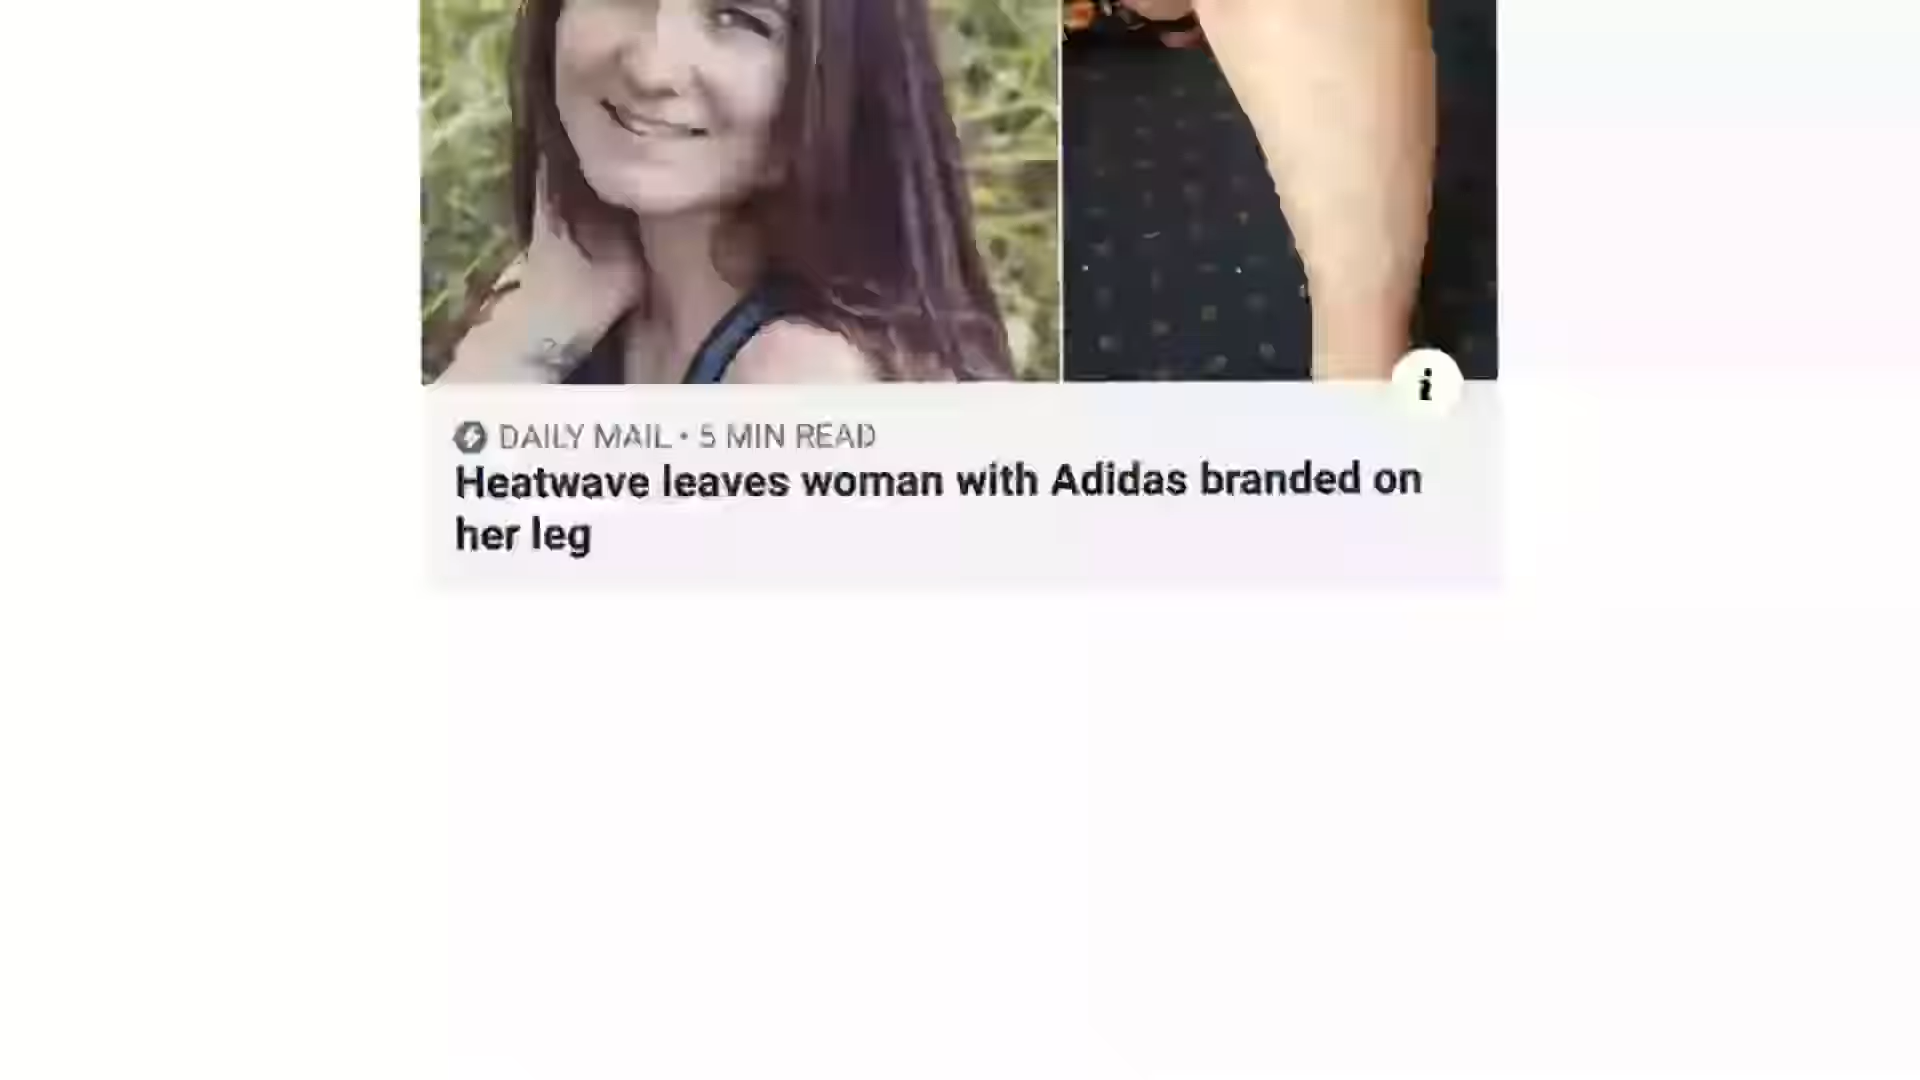 DAILY MAIL • 5 MIN READ
Heatwave leaves woman with Adidas branded on
her leg